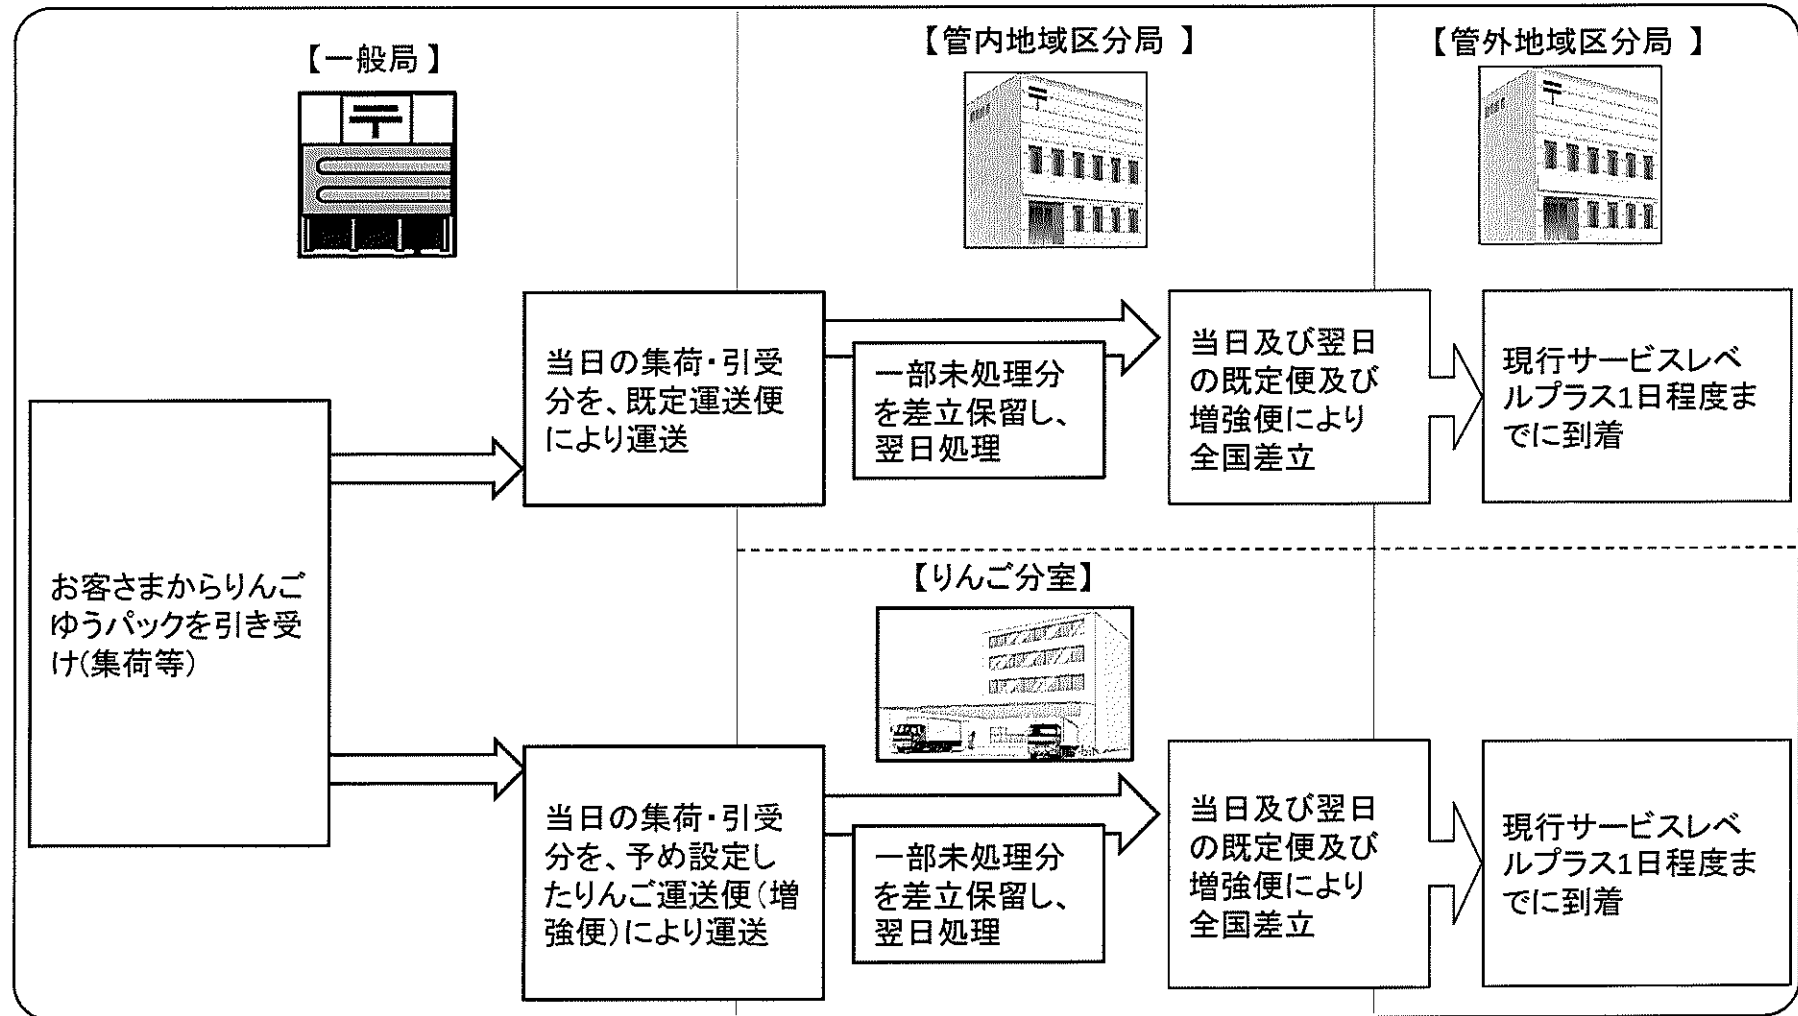 【一般局】
【管内地域区分局 】
【管外地域区分局 】
〒
〒
〒
お客さまからりんご
ゆうパックを引き受
け(集荷等)
当日の集荷・引受
分を、既定運送便
により運送
一部未処理分
を差立保留し、
翌日処理
当日及び翌日
の既定便及び
増強便により
全国差立
現行サービスレベ
ルプラス1日程度ま
でに到着
【りんご分室】
当日の集荷・引受
分を、予め設定し
たりんご運送便(増
強便)により運送
一部未処理分
を差立保留し、
翌日処理
当日及び翌日
の既定便及び
増強便により
全国差立
現行サービスレベ
ルプラス1日程度ま
でに到着